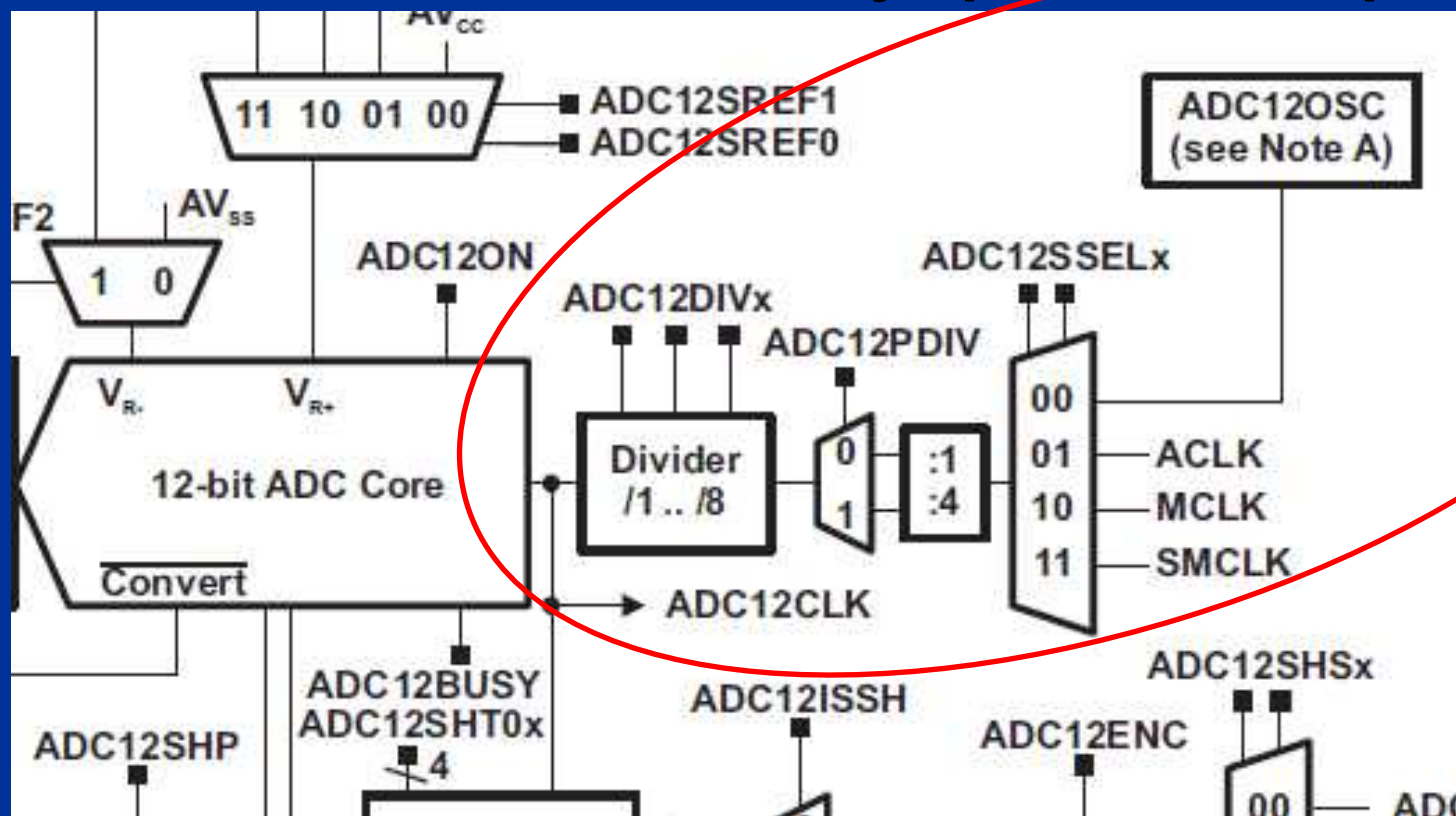 AVcc
11 10 01 00
ADC12SREF1
ADC12SREF0
ADC12OSC
(see Note A)
F2
AVss
1 0
ADC12ON
ADC12SSELx
ADC12DIVx
ADC12PDIV
VR-
VR+
00
Divider
/1 .. /8
0
1
:1
:4
01
ACLK
12-bit ADC Core
10
MCLK
11
SMCLK
Convert
ADC12CLK
ADC12BUSY
ADC12SHT0x
4
ADC12ISSH
ADC12SHSx
ADC12SHP
ADC12ENC
00